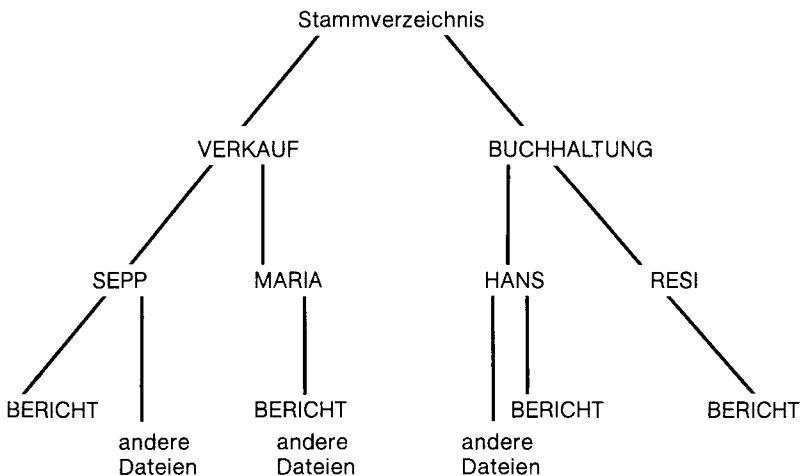 Stammverzeichnis
VERKAUF BUCHHALTUNG
SEPP MARIA HANS RESI
BERICHT BERICHT BERICHT BERICHT
andere andere andere
Dateien Dateien Dateien